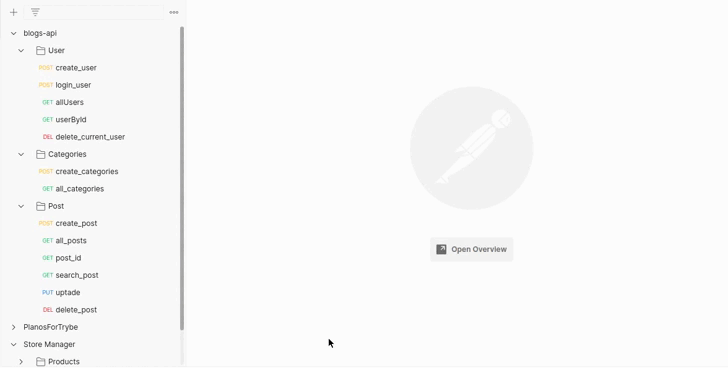 blogs-api
User
POST create_user
POST login_user
GET allUsers
GET userById
DEL delete_current_user
Categories
POST create_categories
GET all_categories
Post
POST create_post
GET all_posts
GET post_id
GET search_post
PUT uptade
DEL delete_post
PlanosForTrybe
Store Manager
Products
Open Overview